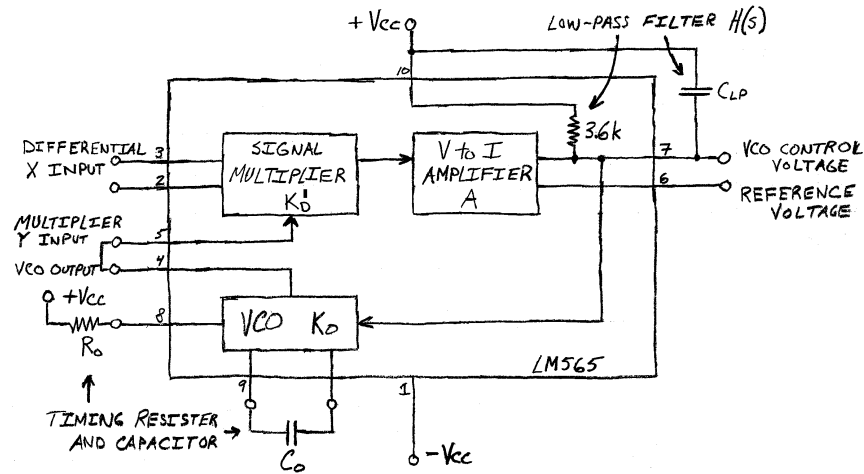 +Vcc
LOW-PASS FILTER H(s)
10
CLP
3.6k
DIFFERENTIAL
X INPUT
3
2
SIGNAL
MULTIPLIER
KD'
V to I
AMPLIFIER
A
7
VCO CONTROL
VOLTAGE
6
REFERENCE
VOLTAGE
MULTIPLIER
Y INPUT
5
VCO OUTPUT
4
+Vcc
8
RO
VCO KO
LM565
9
1
TIMING RESISTER
AND CAPACITOR
CO
-Vcc